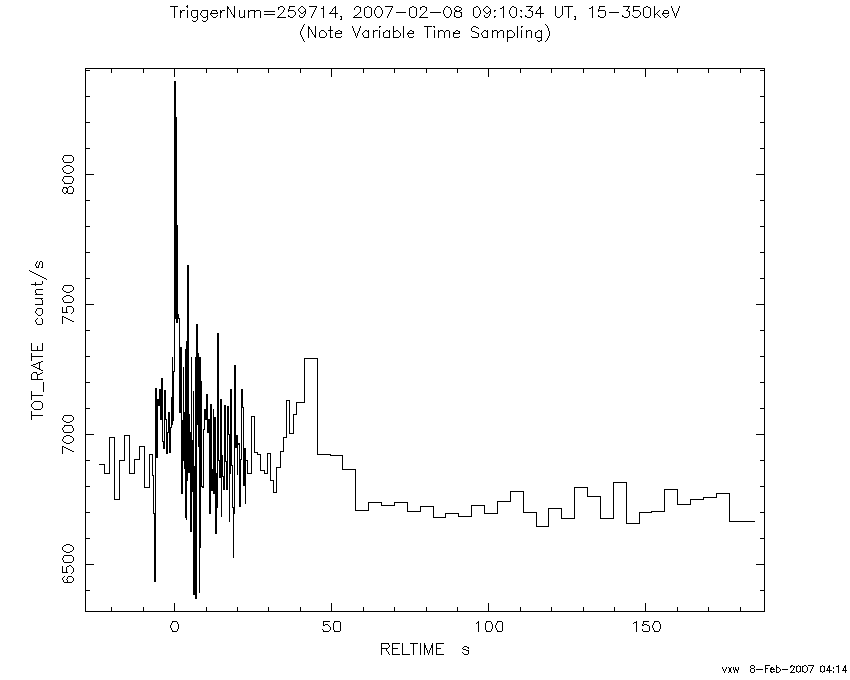 TriggerNum=259714, 2007-02-08 09:10:34 UT, 15-350keV
(Note Variable Time Sampling)
TOT_RATE count/s
8000
7500
7000
6500
0 50 100 150
RELTIME s
vxw 8-Feb-2007 04:14